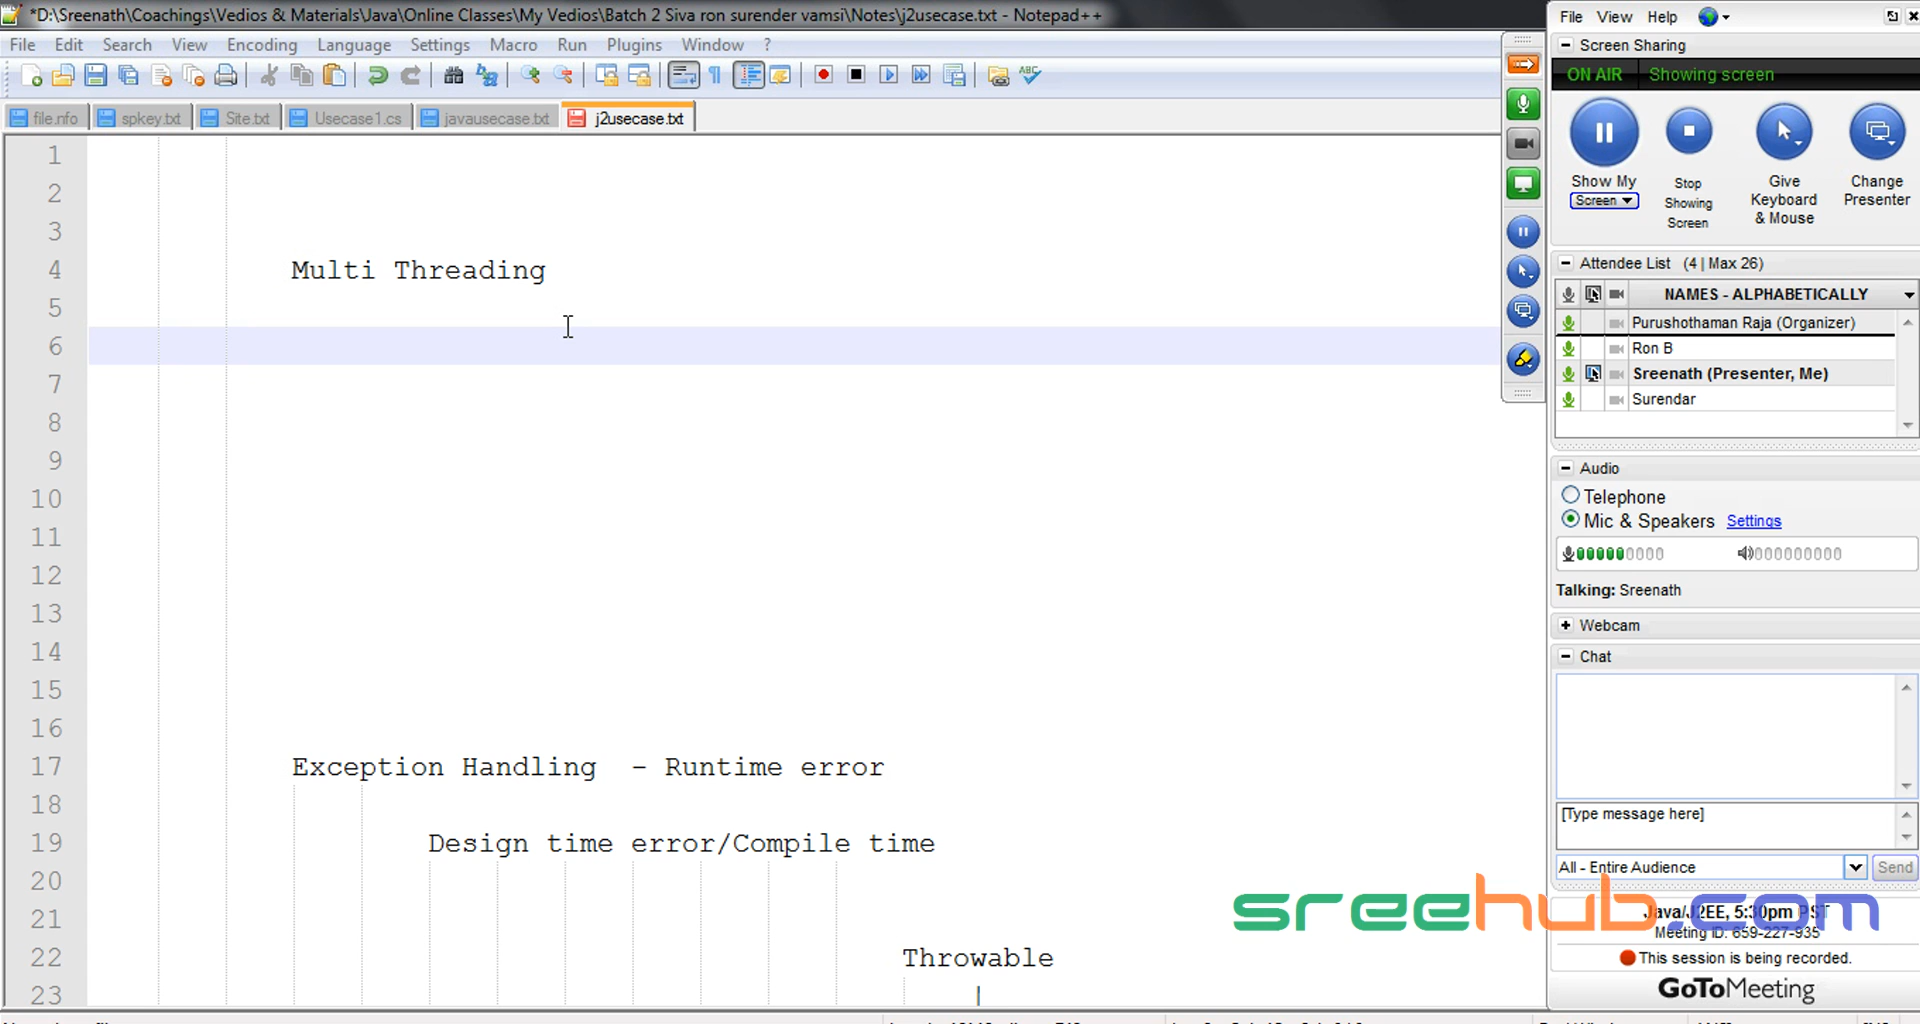 *D:\Sreenath\Coachings\Vedios & Materials\Java\Online Classes\My Vedios\Batch 2 Siva ron surender vamsi\Notes\j2usecase.txt - Notepad++
File Edit Search View Encoding Language Settings Macro Run Plugins Window ?
file.nfo spkey.txt Site.txt Usecase1.cs javausecase.txt j2usecase.txt
1
2
3
4 Multi Threading
5
6
7
8
9
10
11
12
13
14
15
16
17 Exception Handling - Runtime error
18
19 Design time error/Compile time
20
21
22 Throwable
23 |
File View Help
Screen Sharing
ON AIR Showing screen
Show My
Screen
Stop
Showing
Screen
Give
Keyboard
& Mouse
Change
Presenter
Attendee List (4 | Max 26)
NAMES - ALPHABETICALLY
Purushothaman Raja (Organizer)
Ron B
Sreenath (Presenter, Me)
Surendar
Audio
Telephone
Mic & Speakers Settings
Talking: Sreenath
Webcam
Chat
[Type message here]
All - Entire Audience Send
sreehub.com
Java/J2EE, 5:30pm PST
Meeting ID: 659-227-935
This session is being recorded.
GoToMeeting